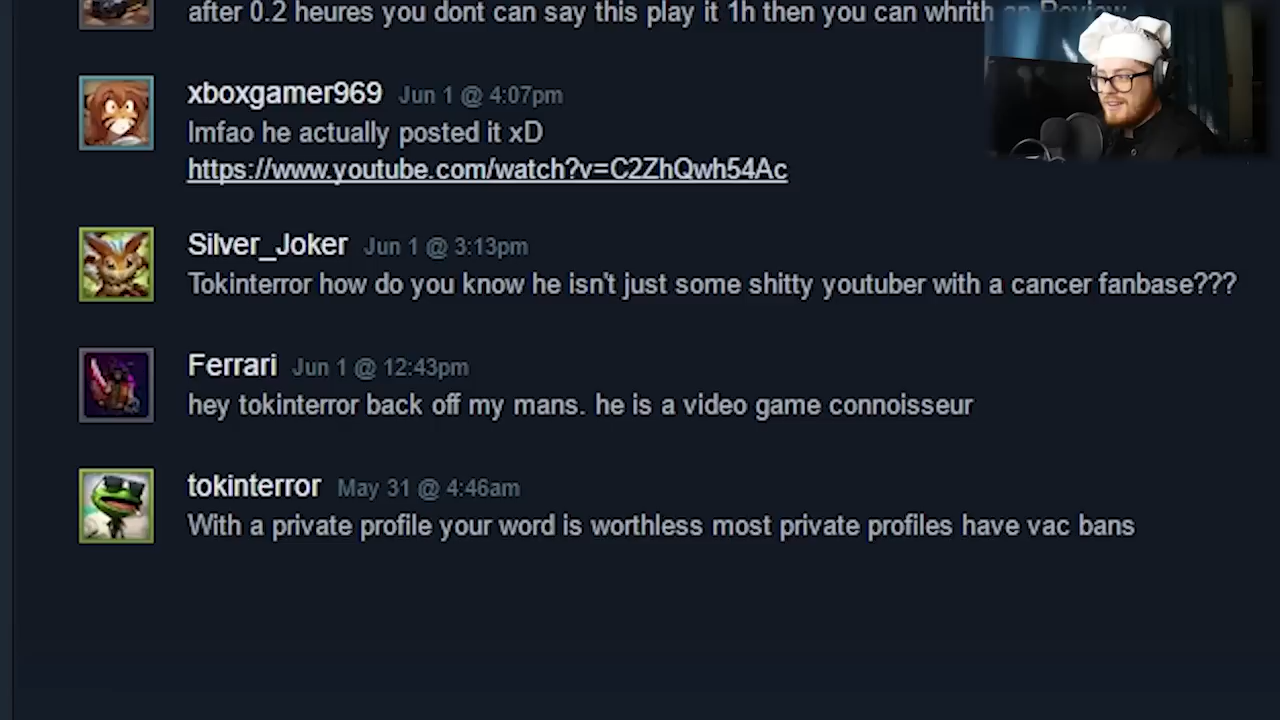 after 0.2 heures you dont can say this play it 1h then you can whrith an Review
xboxgamer969 Jun 1 @ 4:07pm
lmfao he actually posted it xD
https://www.youtube.com/watch?v=C2ZhQwh54Ac
Silver_Joker Jun 1 @ 3:13pm
Tokinterror how do you know he isn't just some shitty youtuber with a cancer fanbase???
Ferrari Jun 1 @ 12:43pm
hey tokinterror back off my mans. he is a video game connoisseur
tokinterror May 31 @ 4:46am
With a private profile your word is worthless most private profiles have vac bans